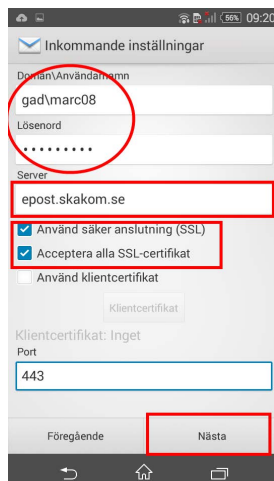 56% 09:20
Inkommande inställningar
Domän\Användarnamn
gad\marc08
Lösenord
•••••••••
Server
epost.skakom.se
Använd säker anslutning (SSL)
Acceptera alla SSL-certifikat
Använd klientcertifikat
Klientcertifikat
Klientcertifikat: Inget
Port
443
Föregående
Nästa